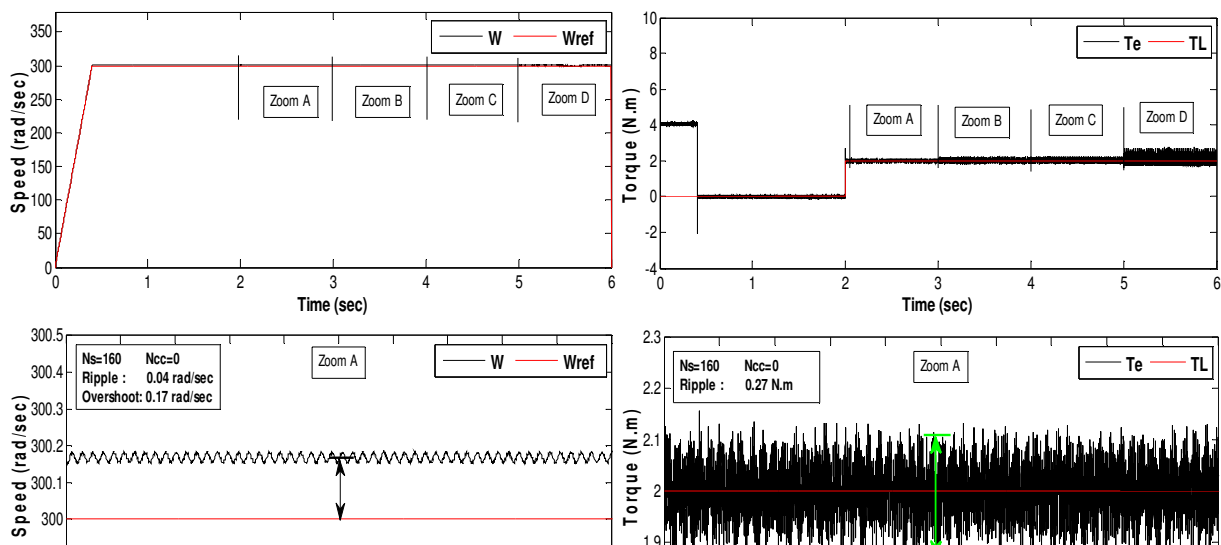 350
300
250
200
150
100
50
0
Speed (rad/sec)
W Wref
Zoom A
Zoom B
Zoom C
Zoom D
0 1 2 3 4 5 6
Time (sec)
10
8
6
4
2
0
-2
-4
Torque (N.m)
Te TL
Zoom A
Zoom B
Zoom C
Zoom D
0 1 2 3 4 5 6
Time (sec)
300.5
300.4
300.3
300.2
300.1
300
Speed (rad/sec)
Ns=160 Ncc=0
Ripple : 0.04 rad/sec
Overshoot: 0.17 rad/sec
Zoom A
W Wref
2.3
2.2
2.1
2
1.9
Torque (N.m)
Ns=160 Ncc=0
Ripple : 0.27 N.m
Zoom A
Te TL